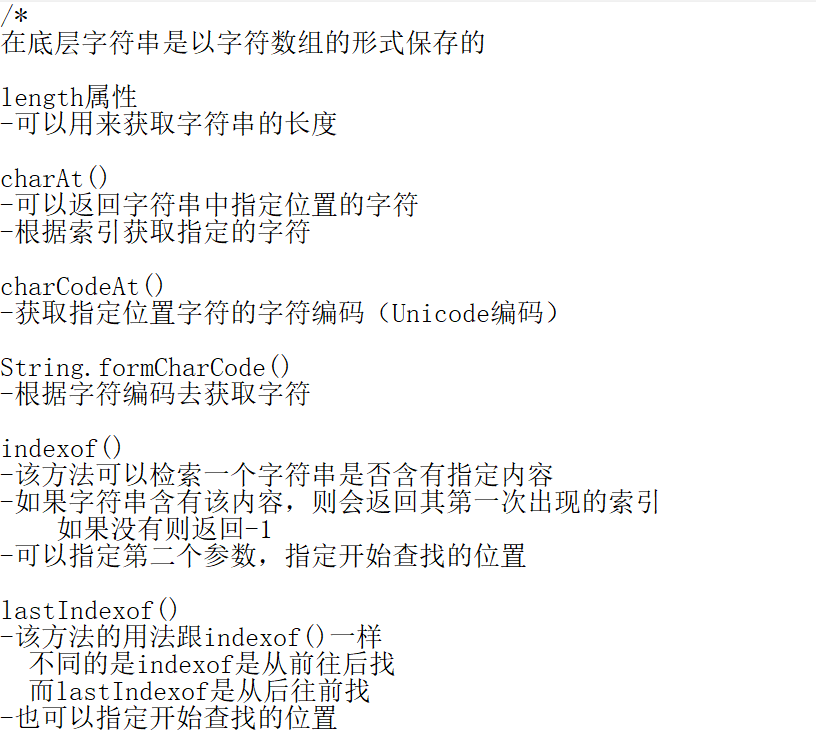 /*
在底层字符串是以字符数组的形式保存的
length属性
-可以用来获取字符串的长度
charAt()
-可以返回字符串中指定位置的字符
-根据索引获取指定的字符
charCodeAt()
-获取指定位置字符的字符编码（Unicode编码）
String.formCharCode()
-根据字符编码去获取字符
indexof()
-该方法可以检索一个字符串是否含有指定内容
-如果字符串含有该内容，则会返回其第一次出现的索引
如果没有则返回-1
-可以指定第二个参数，指定开始查找的位置
lastIndexof()
-该方法的用法跟indexof()一样
不同的是indexof是从前往后找
而lastIndexof是从后往前找
-也可以指定开始查找的位置